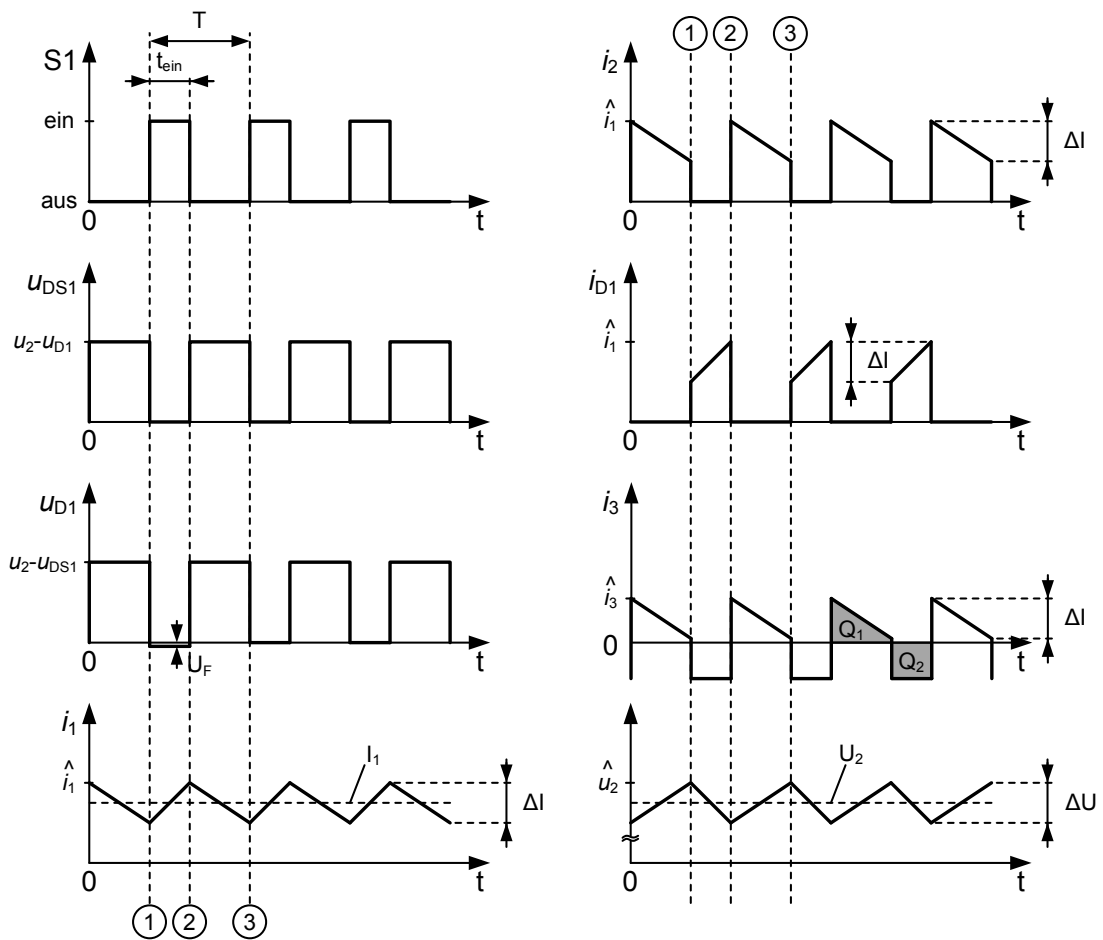 T
S1
t_ein
ein
aus
0
t
u_DS1
u_2-u_D1
0
t
u_D1
u_2-u_DS1
0
U_F
t
i_1
î_1
I_1
ΔI
0
t
1 2 3
1 2 3
i_2
î_1
ΔI
0
t
i_D1
î_1
ΔI
0
t
i_3
î_3
ΔI
0
Q_1
Q_2
t
û_2
U_2
ΔU
0
t